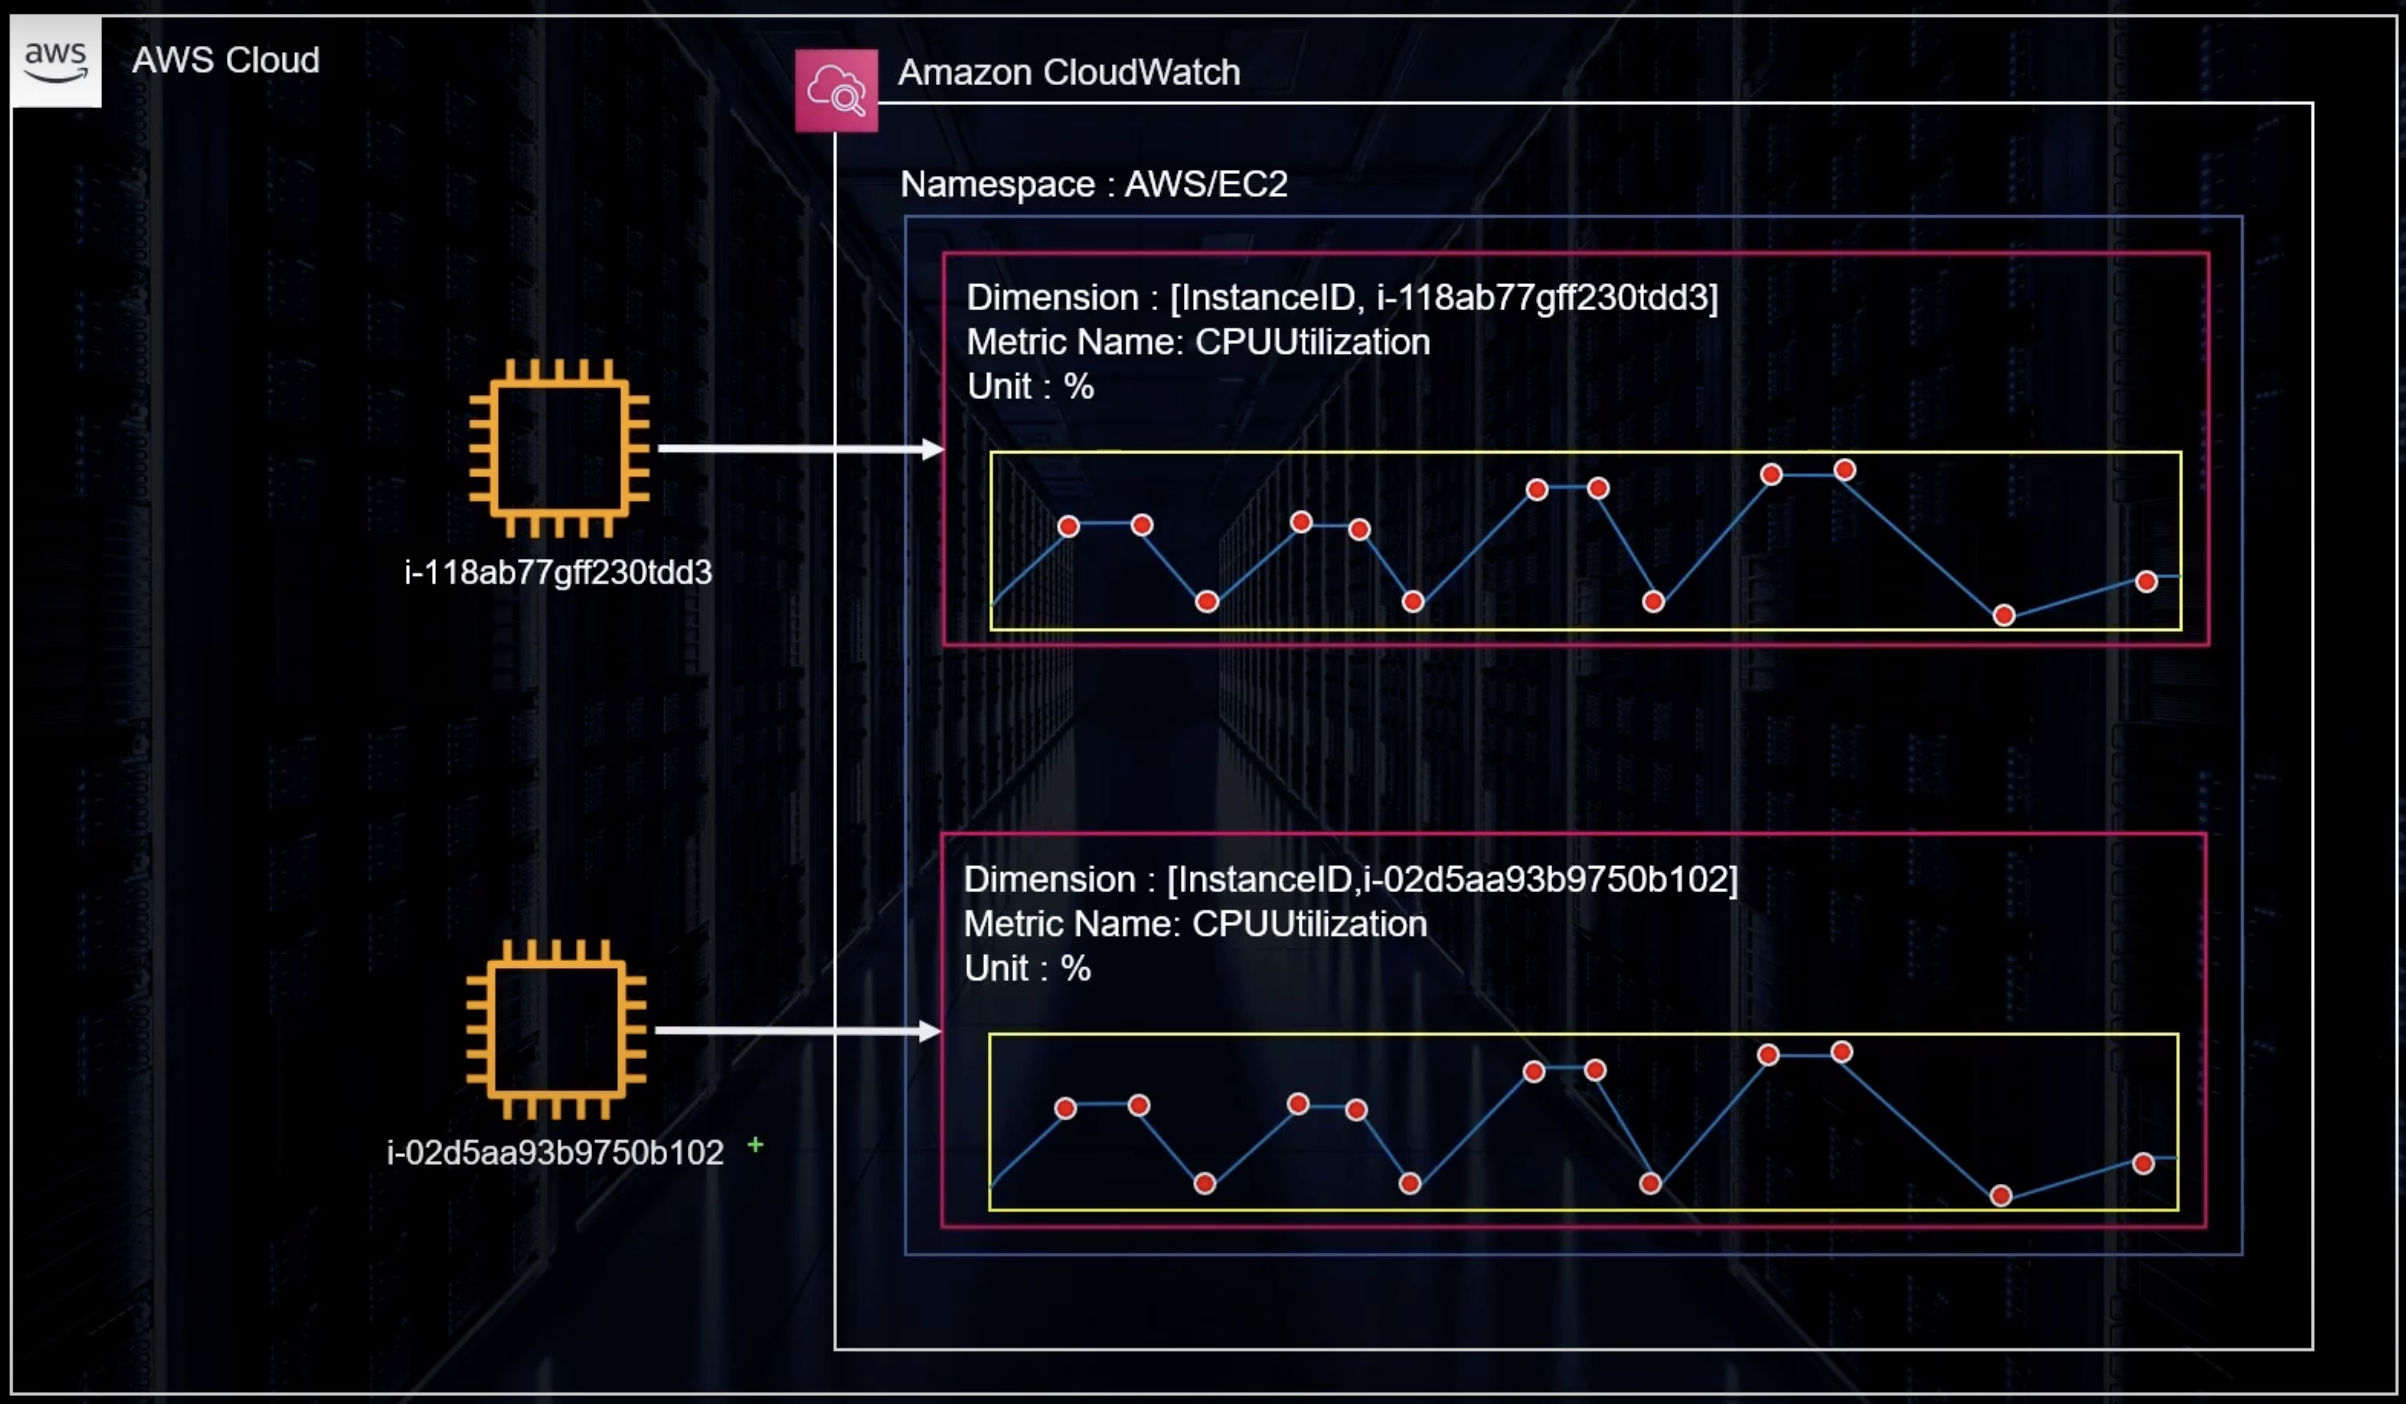 aws
AWS Cloud
Amazon CloudWatch
Namespace : AWS/EC2
Dimension : [InstanceID, i-118ab77gff230tdd3]
Metric Name: CPUUtilization
Unit : %
i-118ab77gff230tdd3
Dimension : [InstanceID,i-02d5aa93b9750b102]
Metric Name: CPUUtilization
Unit : %
i-02d5aa93b9750b102 +